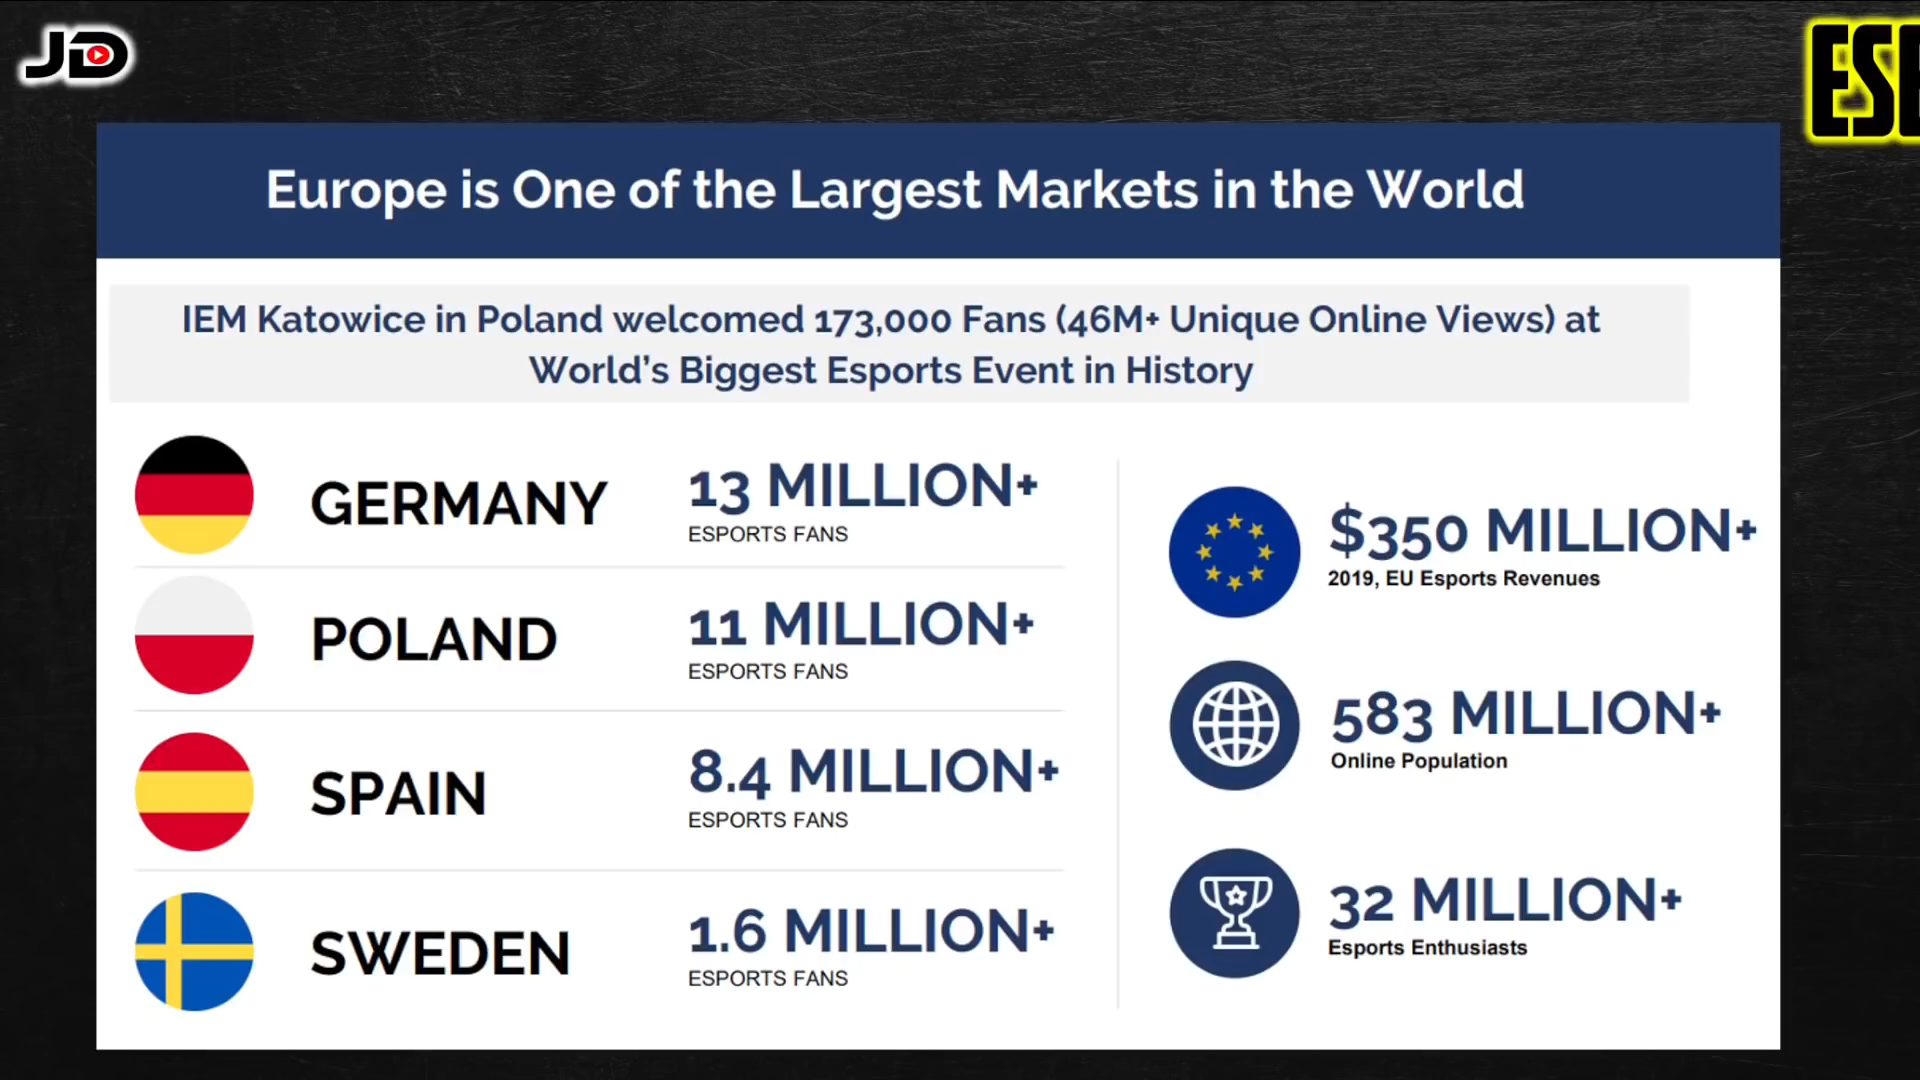 JD
ESE
Europe is One of the Largest Markets in the World
IEM Katowice in Poland welcomed 173,000 Fans (46M+ Unique Online Views) at
World's Biggest Esports Event in History
GERMANY
13 MILLION+
ESPORTS FANS
POLAND
11 MILLION+
ESPORTS FANS
SPAIN
8.4 MILLION+
ESPORTS FANS
SWEDEN
1.6 MILLION+
ESPORTS FANS
$350 MILLION+
2019, EU Esports Revenues
583 MILLION+
Online Population
32 MILLION+
Esports Enthusiasts